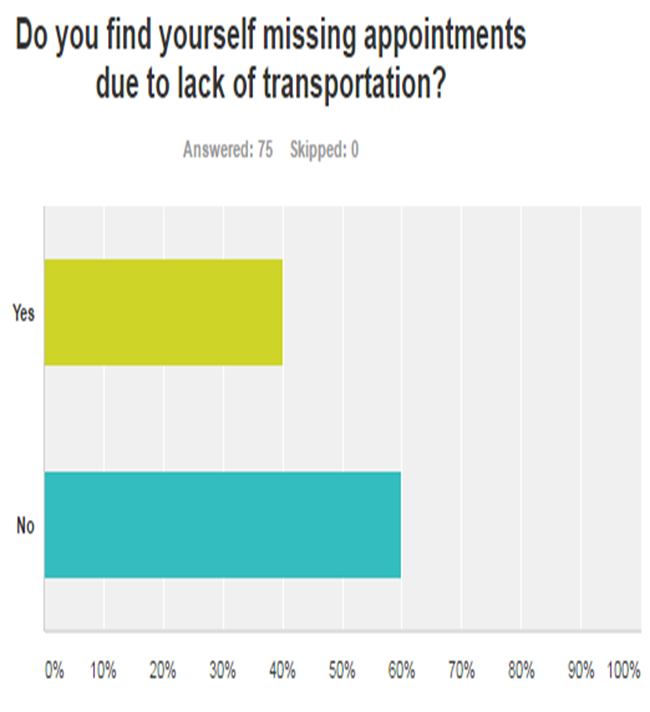 Do you find yourself missing appointments
due to lack of transportation?
Answered: 75 Skipped: 0
Yes
No
0% 10% 20% 30% 40% 50% 60% 70% 80% 90% 100%